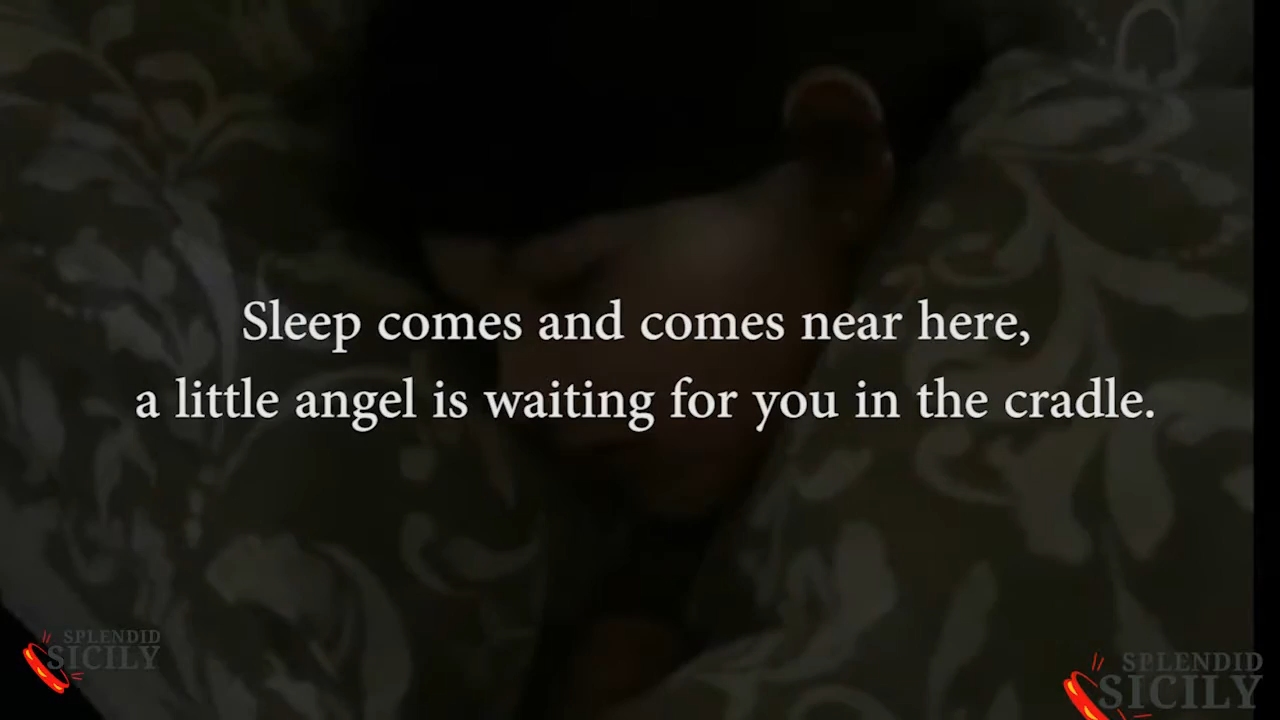 Sleep comes and comes near here,
a little angel is waiting for you in the cradle.
SPLENDID
SICILY
SPLENDID
SICILY